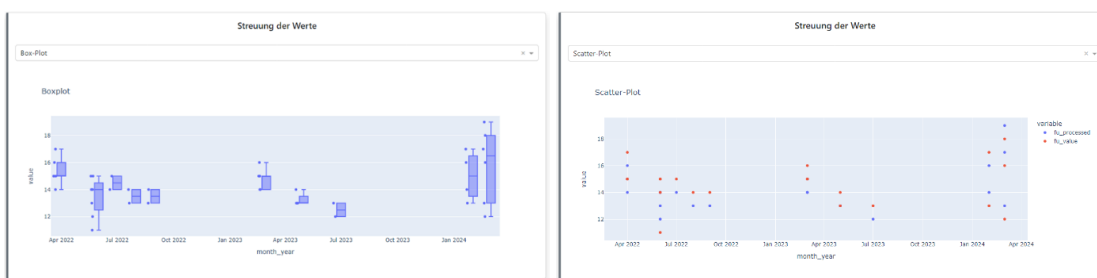 Streuung der Werte
Box-Plot
× ▾
Boxplot
18
16
14
12
value
Apr 2022 Jul 2022 Oct 2022 Jan 2023 Apr 2023 Jul 2023 Oct 2023 Jan 2024
month_year
Streuung der Werte
Scatter-Plot
× ▾
Scatter-Plot
variable
flu_processed
flu_value
18
16
14
12
value
Apr 2022 Jul 2022 Oct 2022 Jan 2023 Apr 2023 Jul 2023 Oct 2023 Jan 2024 Apr 2024
month_year